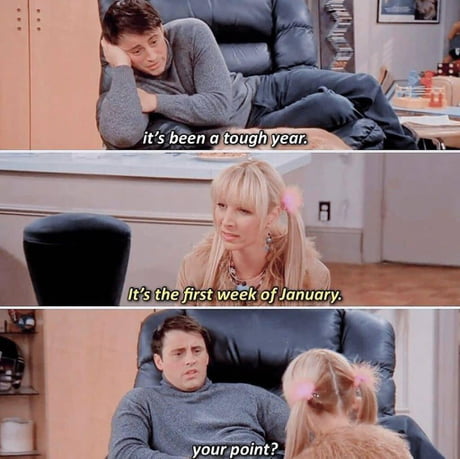 it's been a tough year.
It's the first week of January.
your point?